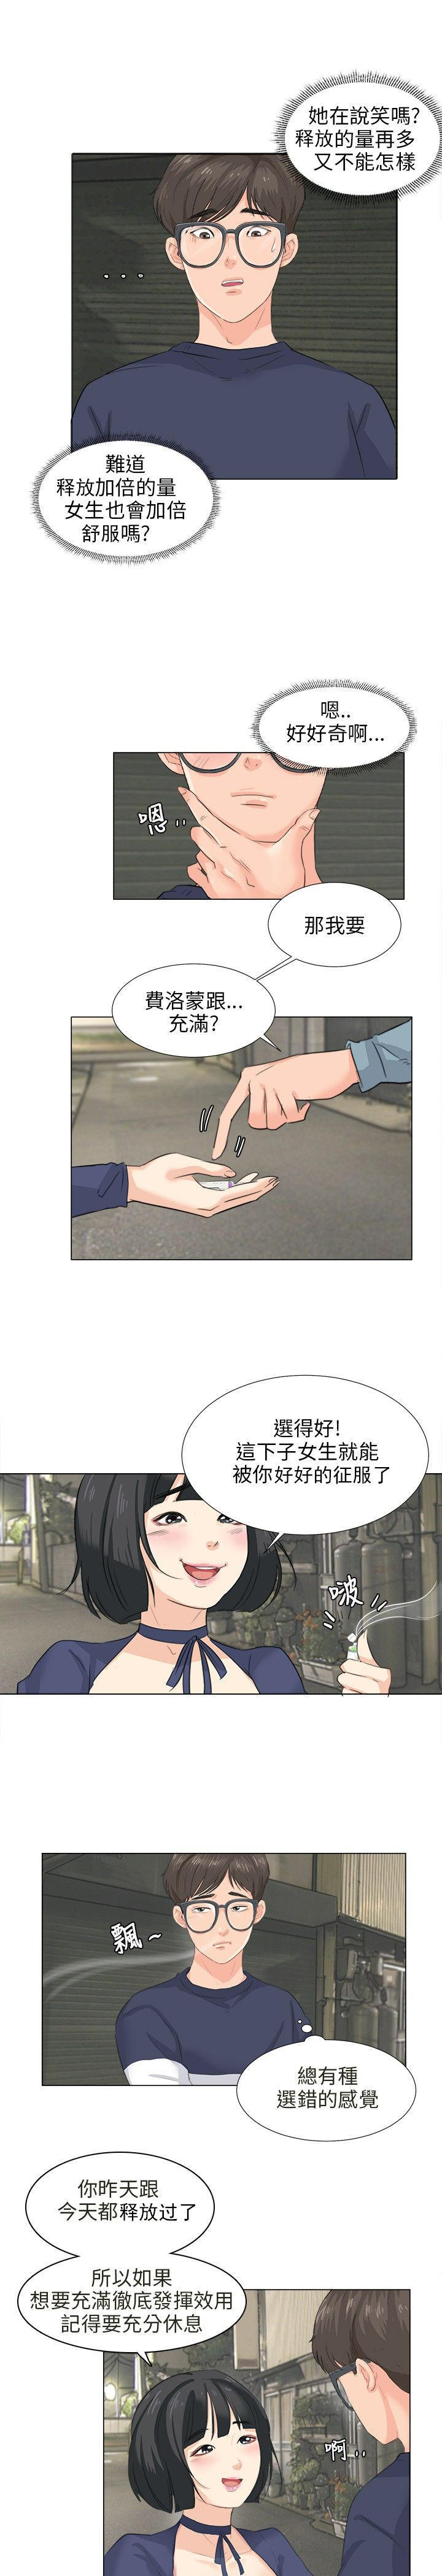 她在說笑嗎?
释放的量再多
又不能怎樣
難道
释放加倍的量
女生也會加倍
舒服嗎?
嗯..
好好奇啊...
嗯..
那我要
費洛蒙跟...
充滿?
選得好!
這下子女生就能
被你好好的征服了
啵
飄~
總有種
選錯的感覺
你昨天跟
今天都释放过了
所以如果
想要充滿徹底發揮效用
記得要充分休息
啊..